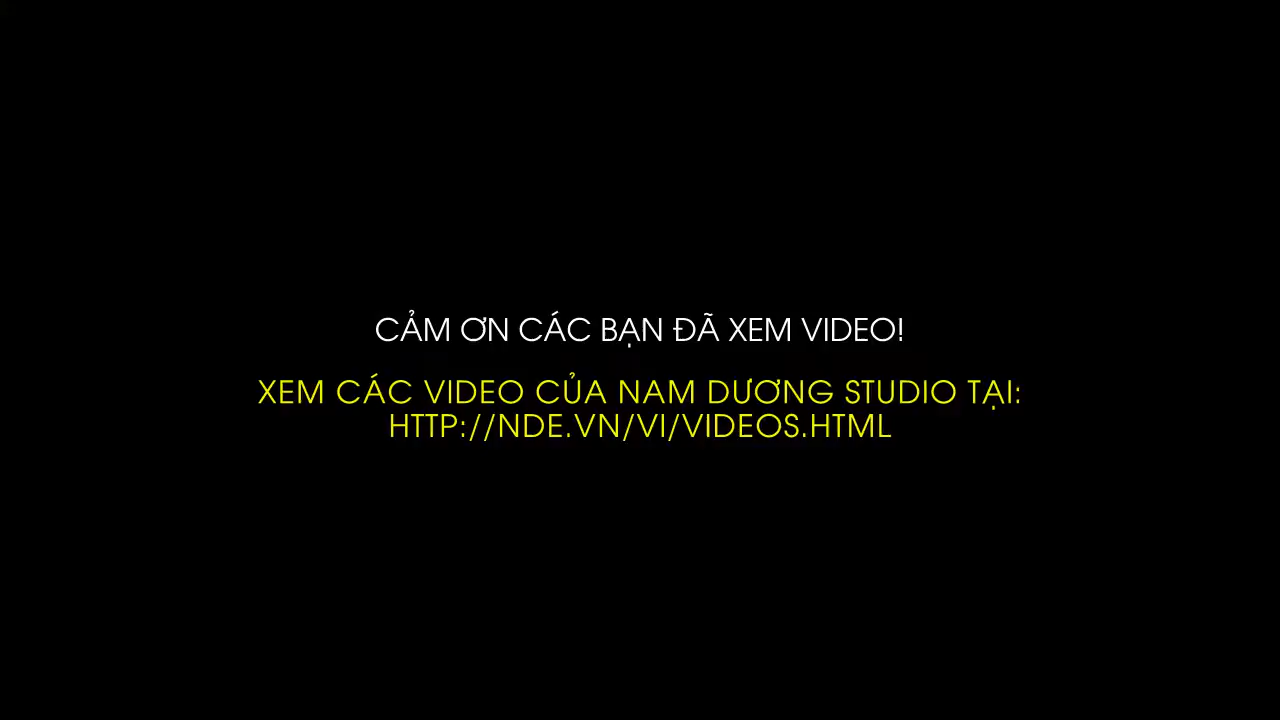 CẢM ƠN CÁC BẠN ĐÃ XEM VIDEO!
XEM CÁC VIDEO CỦA NAM DƯƠNG STUDIO TẠI:
HTTP://NDE.VN/VI/VIDEOS.HTML